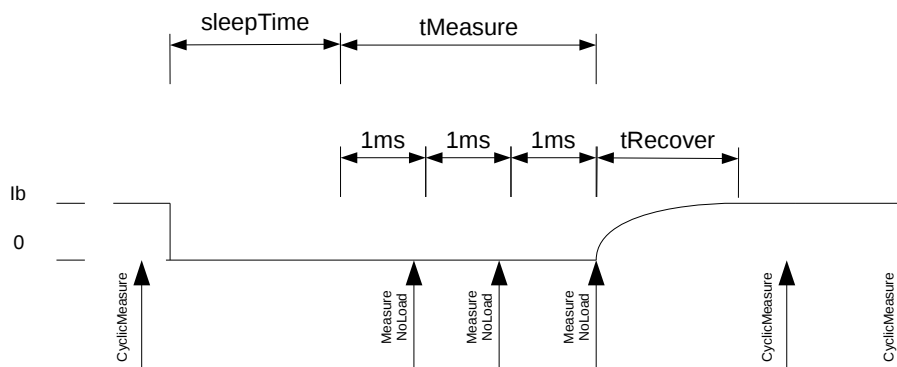 sleepTime
tMeasure
1ms
1ms
1ms
tRecover
Ib
0
CyclicMeasure
Measure
NoLoad
Measure
NoLoad
Measure
NoLoad
CyclicMeasure
CyclicMeasure